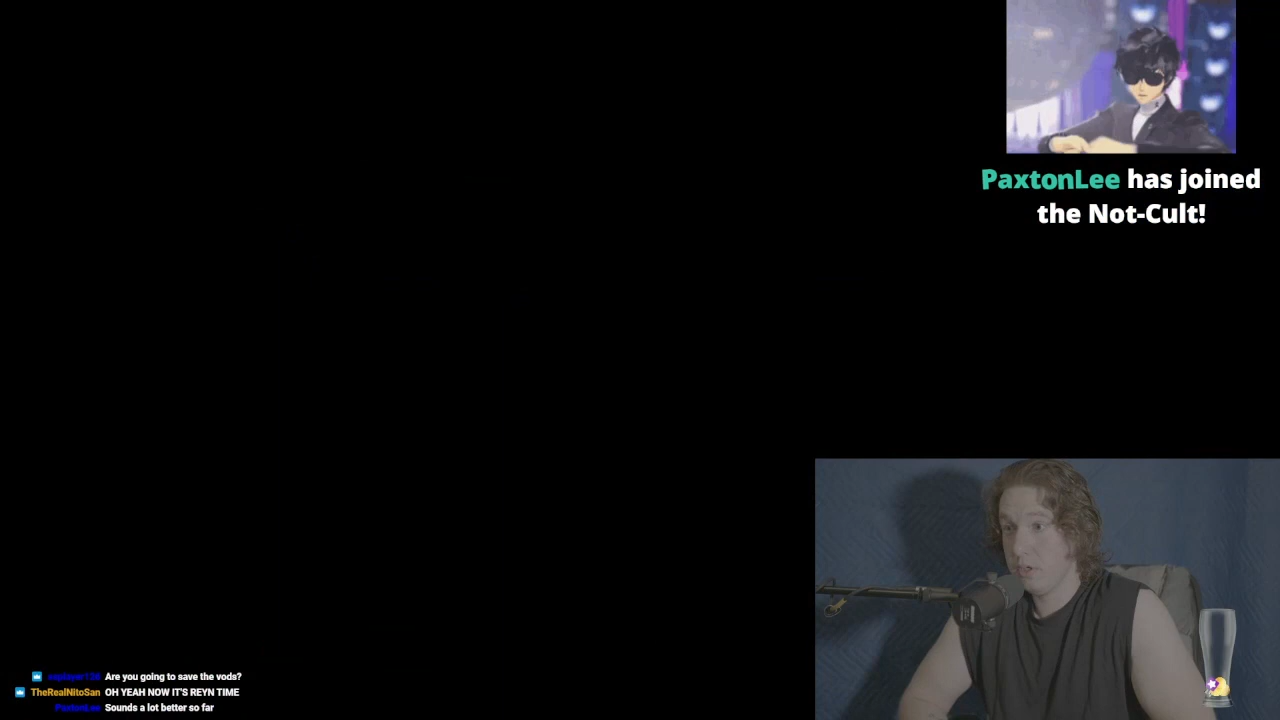 PaxtonLee has joined
the Not-Cult!
Are you going to save the vods?
TheRealNitoSan OH YEAH NOW IT'S REYN TIME
PaxtonLee Sounds a lot better so far